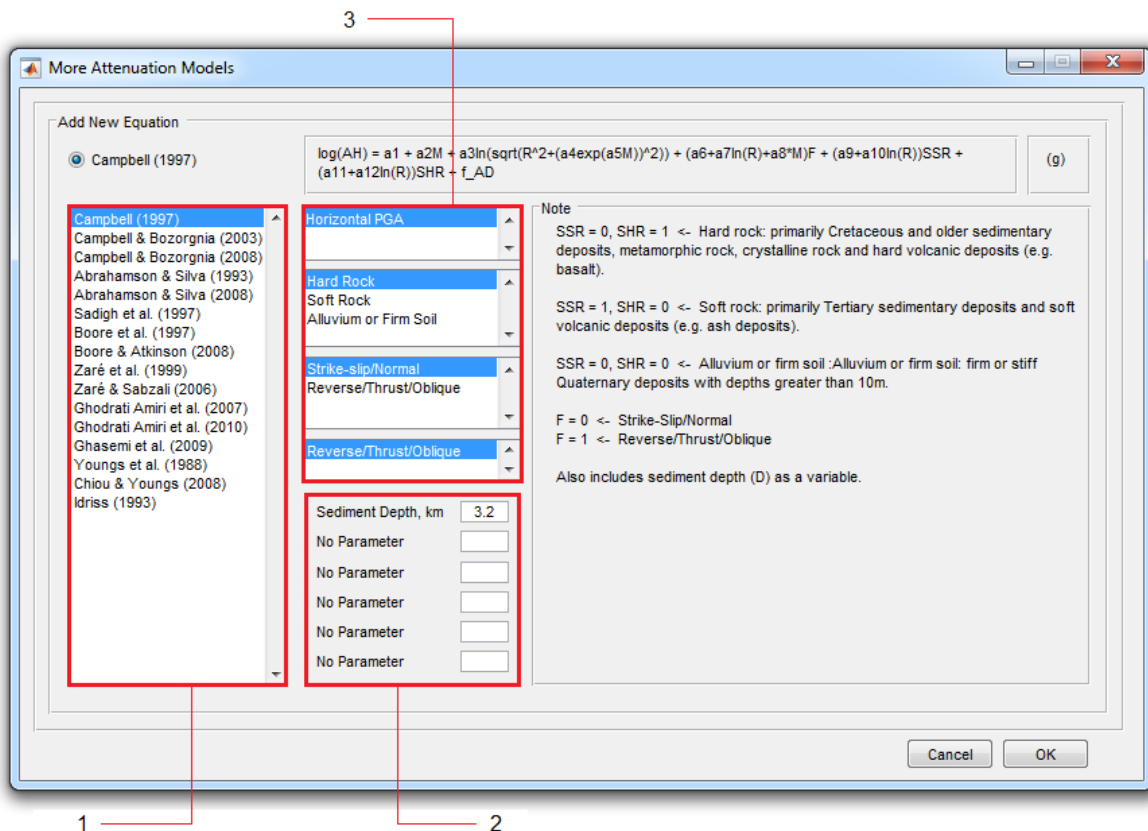 3
More Attenuation Models
Add New Equation
Campbell (1997)
log(AH) = a1 + a2M + a3ln(sqrt(R^2+(a4exp(a5M))^2)) + (a6+a7ln(R)+a8*M)F + (a9+a10ln(R))SSR +
(a11+a12ln(R))SHR + f_AD
(g)
Campbell (1997)
Campbell & Bozorgnia (2003)
Campbell & Bozorgnia (2008)
Abrahamson & Silva (1993)
Abrahamson & Silva (2008)
Sadigh et al. (1997)
Boore et al. (1997)
Boore & Atkinson (2008)
Zaré et al. (1999)
Zaré & Sabzali (2006)
Ghodrati Amiri et al. (2007)
Ghodrati Amiri et al. (2010)
Ghasemi et al. (2009)
Youngs et al. (1988)
Chiou & Youngs (2008)
Idriss (1993)
Horizontal PGA
Hard Rock
Soft Rock
Alluvium or Firm Soil
Strike-slip/Normal
Reverse/Thrust/Oblique
Reverse/Thrust/Oblique
Sediment Depth, km 3.2
No Parameter
No Parameter
No Parameter
No Parameter
No Parameter
Note
SSR = 0, SHR = 1 <- Hard rock: primarily Cretaceous and older sedimentary
deposits, metamorphic rock, crystalline rock and hard volcanic deposits (e.g.
basalt).
SSR = 1, SHR = 0 <- Soft rock: primarily Tertiary sedimentary deposits and soft
volcanic deposits (e.g. ash deposits).
SSR = 0, SHR = 0 <- Alluvium or firm soil :Alluvium or firm soil: firm or stiff
Quaternary deposits with depths greater than 10m.
F = 0 <- Strike-Slip/Normal
F = 1 <- Reverse/Thrust/Oblique
Also includes sediment depth (D) as a variable.
Cancel
OK
1
2